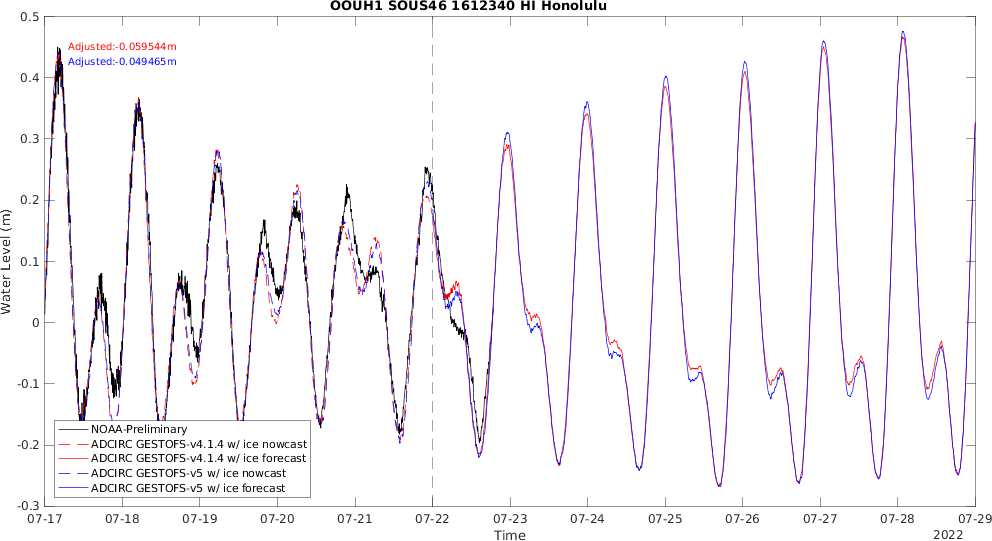 OOUH1 SOUS46 1612340 HI Honolulu
Adjusted:-0.059544m
Adjusted:-0.049465m
0.5
0.4
0.3
0.2
0.1
0
-0.1
-0.2
-0.3
Water Level (m)
NOAA-Preliminary
ADCIRC GESTOFS-v4.1.4 w/ ice nowcast
ADCIRC GESTOFS-v4.1.4 w/ ice forecast
ADCIRC GESTOFS-v5 w/ ice nowcast
ADCIRC GESTOFS-v5 w/ ice forecast
07-17 07-18 07-19 07-20 07-21 07-22 07-23 07-24 07-25 07-26 07-27 07-28 07-29
Time
2022